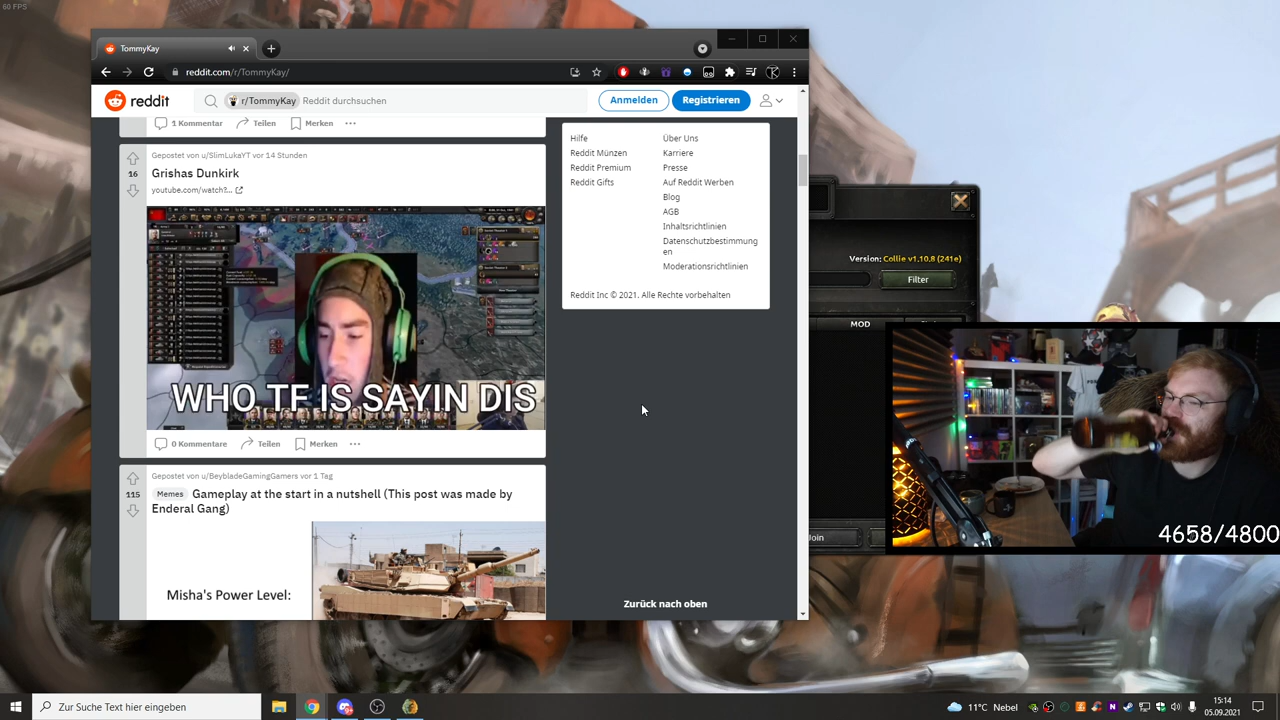 60 FPS
TommyKay
reddit.com/r/TommyKay/
reddit
r/TommyKay Reddit durchsuchen
Anmelden
Registrieren
1 Kommentar Teilen Merken
Gepostet von u/SlimLukaYT vor 14 Stunden
16
Grishas Dunkirk
youtube.com/watch?...
WHO TF IS SAYIN DIS
0 Kommentare Teilen Merken
Gepostet von u/BeybladeGamingGamers vor 1 Tag
115
Memes Gameplay at the start in a nutshell (This post was made by
Enderal Gang)
Misha's Power Level:
Hilfe
Reddit Münzen
Reddit Premium
Reddit Gifts
Über Uns
Karriere
Presse
Auf Reddit Werben
Blog
AGB
Inhaltsrichtlinien
Datenschutzbestimmung
en
Moderationsrichtlinien
Reddit Inc © 2021. Alle Rechte vorbehalten
Zurück nach oben
Version: Collie v1.10.8 (241e)
Filter
MOD
4658/4800
Zur Suche Text hier eingeben
11°C Nebel
15:14
05.09.2021